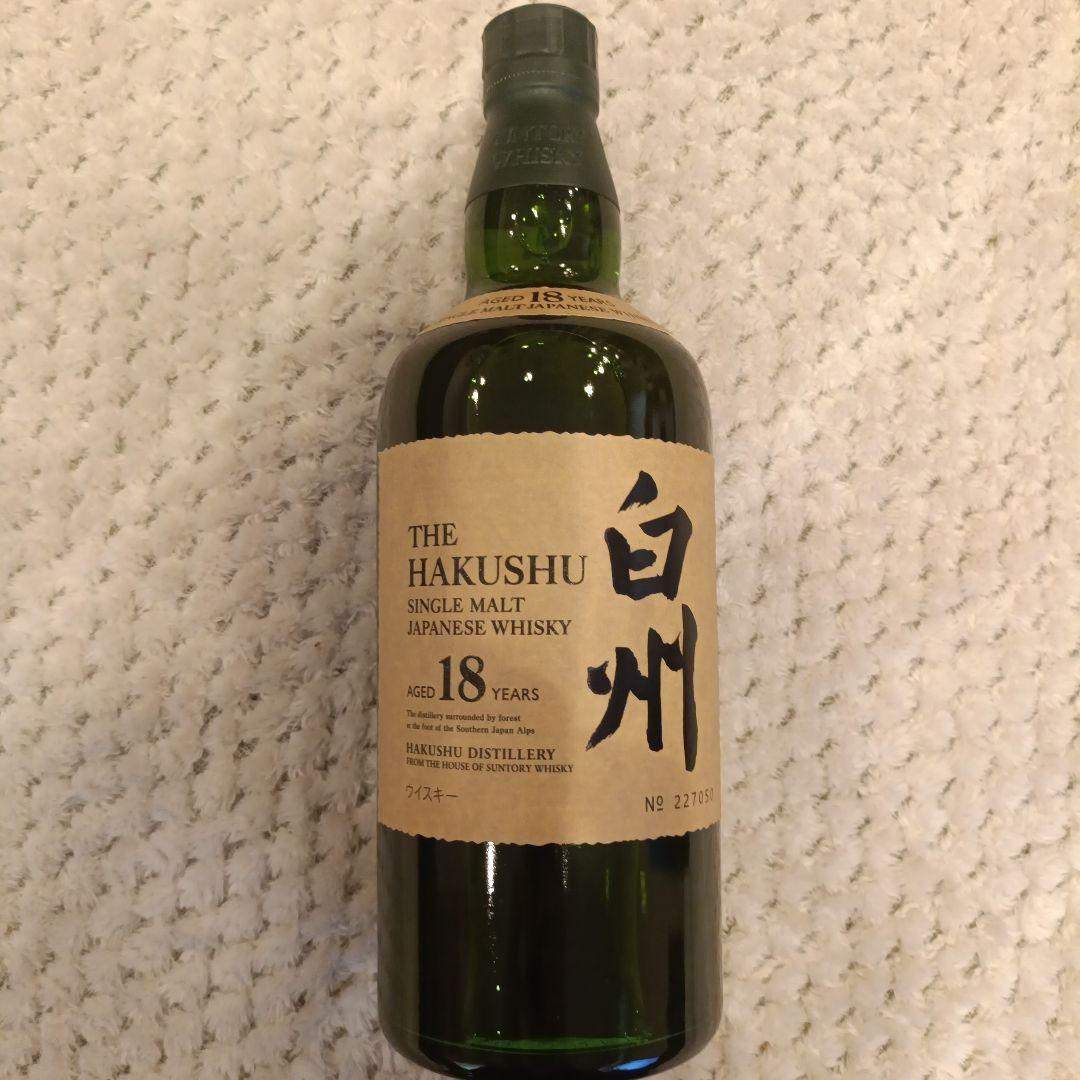 SUNTORY
WHISKY
AGED 18 YEARS
SINGLE MALT JAPANESE WHISKY
THE
HAKUSHU
SINGLE MALT
JAPANESE WHISKY
AGED 18 YEARS
The distillery surrounded by forest
at the foot of the Southern Japan Alps
HAKUSHU DISTILLERY
FROM THE HOUSE OF SUNTORY WHISKY
ウイスキー
白州
№ 227050